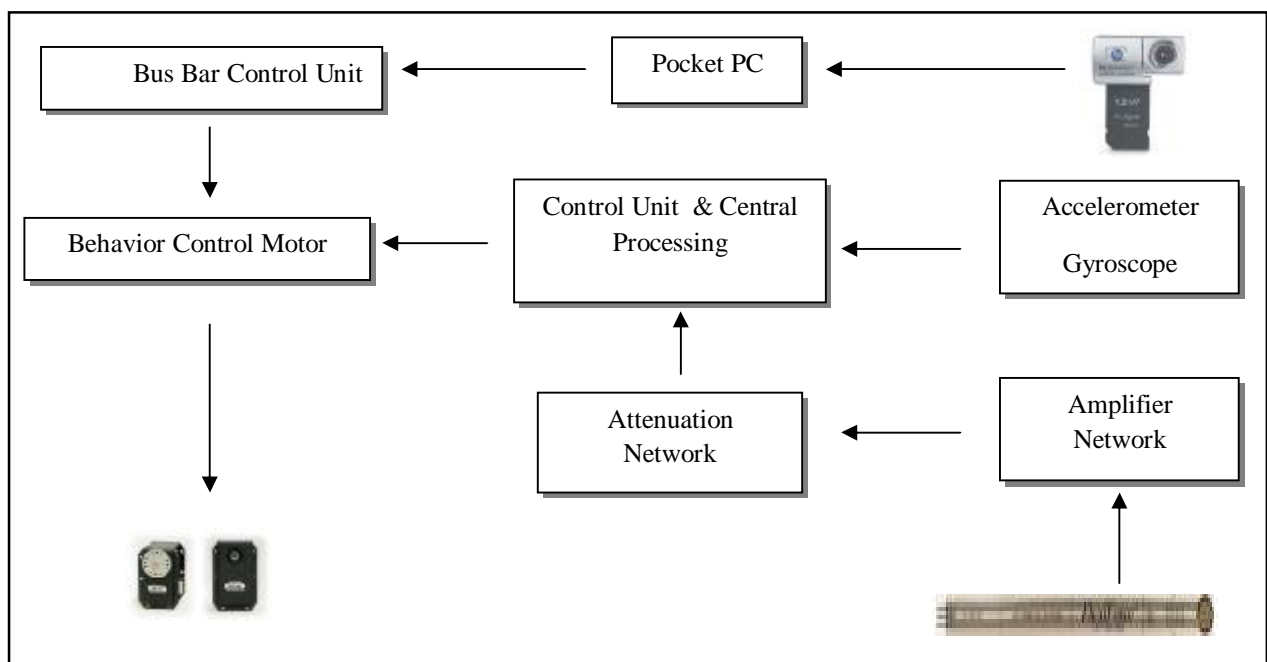 Bus Bar Control Unit
Pocket PC
Behavior Control Motor
Control Unit & Central
Processing
Accelerometer
Gyroscope
Attenuation
Network
Amplifier
Network